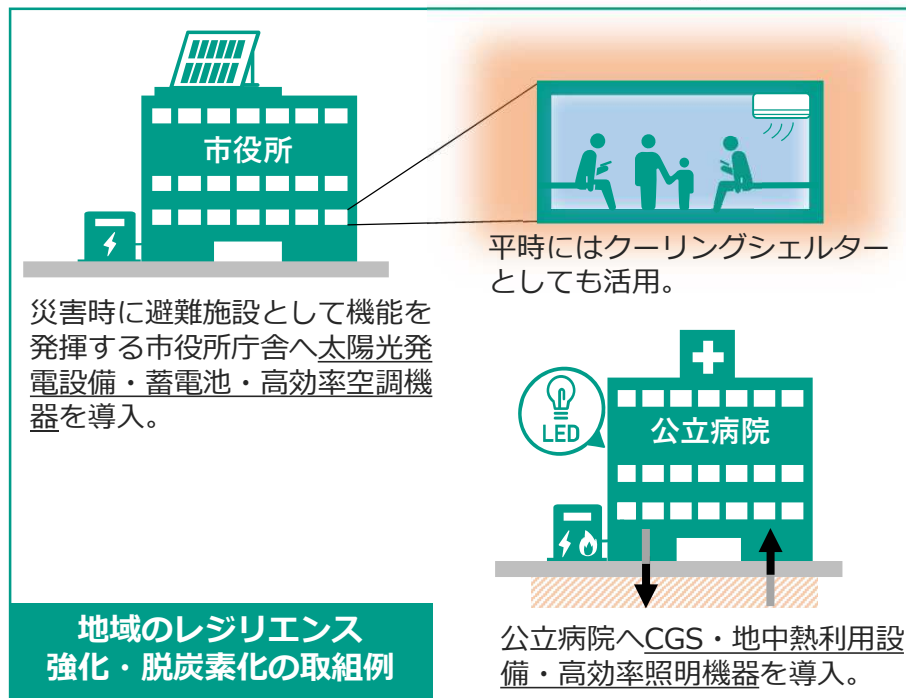 市役所
平時にはクーリングシェルター
としても活用。
災害時に避難施設として機能を
発揮する市役所庁舎へ太陽光発
電設備・蓄電池・高効率空調機
器を導入。
LED
公立病院
公立病院へCGS・地中熱利用設
備・高効率照明機器を導入。
地域のレジリエンス
強化・脱炭素化の取組例